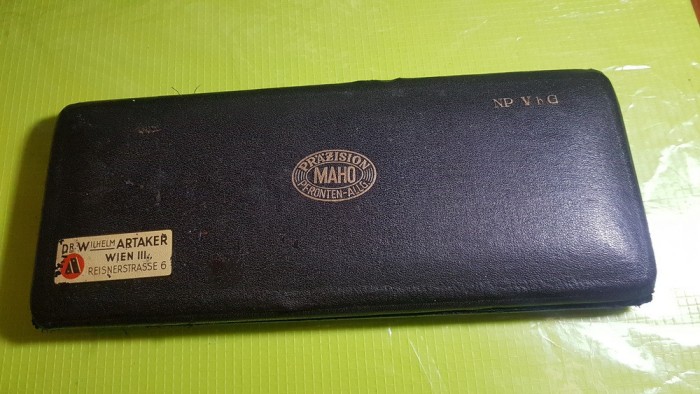 NP V b G
PRÄZISION
MAHO
PFRONTEN-ALLG.
DR. WILHELM ARTAKER
WIEN III.,
REISNERSTRASSE 6